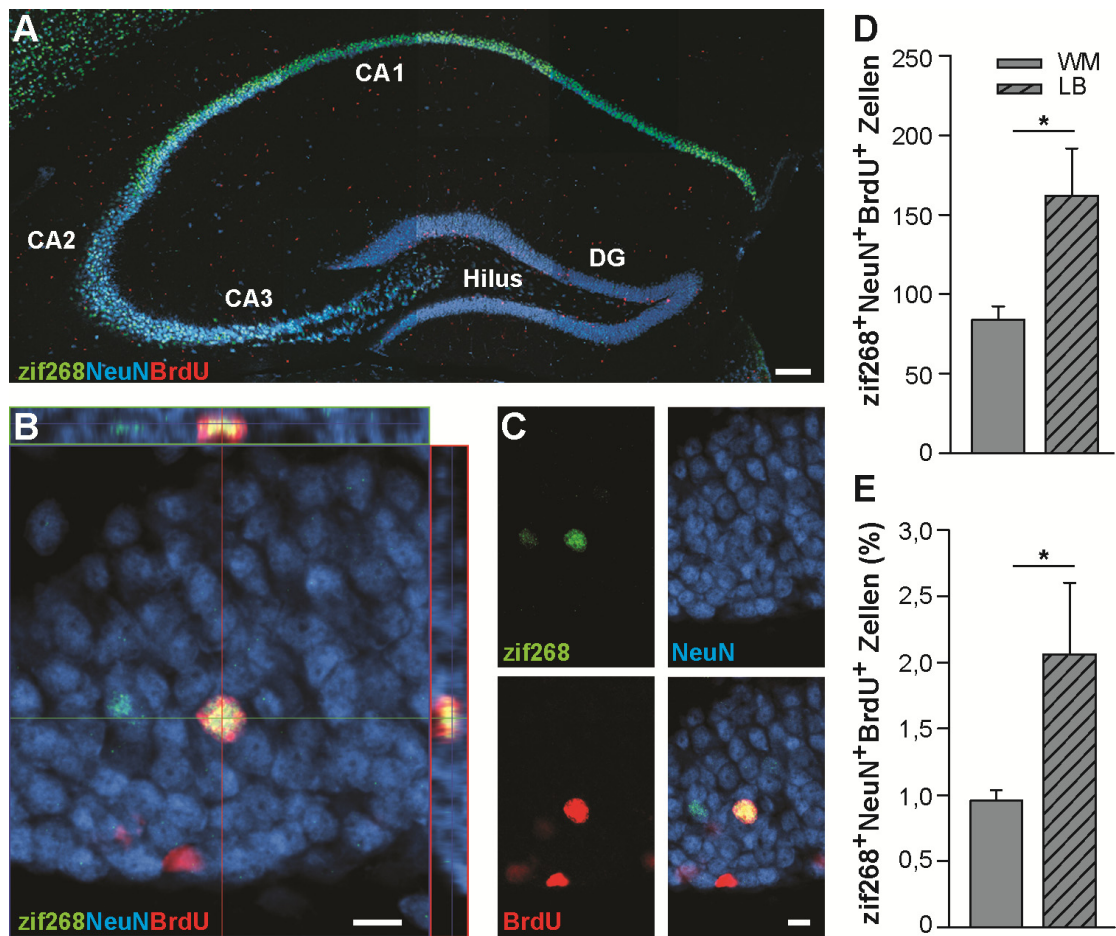 A
CA1
CA2
CA3
Hilus
DG
zif268NeuNBrdU
B
zif268NeuNBrdU
C
zif268
NeuN
BrdU
D
zif268⁺NeuN⁺BrdU⁺ Zellen
250
200
150
100
50
0
WM
LB
*
E
zif268⁺NeuN⁺BrdU⁺ Zellen (%)
3,0
2,5
2,0
1,5
1,0
0,5
0
*